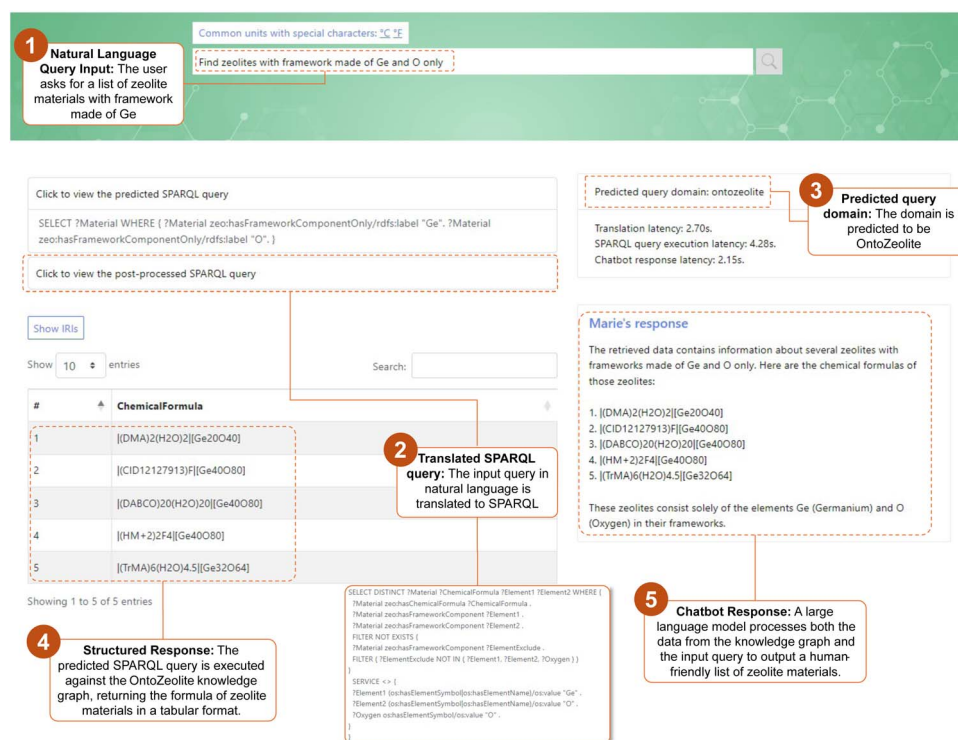 Common units with special characters: °C °F
1
Natural Language
Query Input: The user
asks for a list of zeolite
materials with framework
made of Ge
Find zeolites with framework made of Ge and O only
Click to view the predicted SPARQL query
SELECT ?Material WHERE { ?Material zeo:hasFrameworkComponentOnly/rdfs:label "Ge". ?Material
zeo:hasFrameworkComponentOnly/rdfs:label "O". }
Click to view the post-processed SPARQL query
Predicted query domain: ontozeolite
Translation latency: 2.70s.
SPARQL query execution latency: 4.28s.
Chatbot response latency: 2.15s.
3
Predicted query
domain: The domain is
predicted to be
OntoZeolite
Show IRIs
Show 10 entries
Search:
# ChemicalFormula
1 |(DMA)2(H2O)2|[Ge20O40]
2 |(CID12127913)F|[Ge40O80]
3 |(DABCO)20(H2O)20|[Ge40O80]
4 |(HM+2)2F4|[Ge40O80]
5 |(TrMA)6(H2O)4.5|[Ge32O64]
Showing 1 to 5 of 5 entries
2
Translated SPARQL
query: The input query in
natural language is
translated to SPARQL
Marie's response
The retrieved data contains information about several zeolites with
frameworks made of Ge and O only. Here are the chemical formulas of
those zeolites:
1. |(DMA)2(H2O)2|[Ge20O40]
2. |(CID12127913)F|[Ge40O80]
3. |(DABCO)20(H2O)20|[Ge40O80]
4. |(HM+2)2F4|[Ge40O80]
5. |(TrMA)6(H2O)4.5|[Ge32O64]
These zeolites consist solely of the elements Ge (Germanium) and O
(Oxygen) in their frameworks.
4
Structured Response: The
predicted SPARQL query is executed
against the OntoZeolite knowledge
graph, returning the formula of zeolite
materials in a tabular format.
SELECT DISTINCT ?Material ?ChemicalFormula ?Element1 ?Element2 WHERE {
?Material zeo:hasChemicalFormula ?ChemicalFormula .
?Material zeo:hasFrameworkComponent ?Element1 .
?Material zeo:hasFrameworkComponent ?Element2 .
FILTER NOT EXISTS {
?Material zeo:hasFrameworkComponent ?ElementExclude .
FILTER ( ?ElementExclude NOT IN ( ?Element1, ?Element2, ?Oxygen ) )
}
SERVICE <> {
?Element1 (os:hasElementSymbol|os:hasElementName)/os:value "Ge" .
?Element2 (os:hasElementSymbol|os:hasElementName)/os:value "O" .
?Oxygen os:hasElementSymbol/os:value "O" .
}
}
5
Chatbot Response: A large
language model processes both the
data from the knowledge graph and
the input query to output a human-
friendly list of zeolite materials.